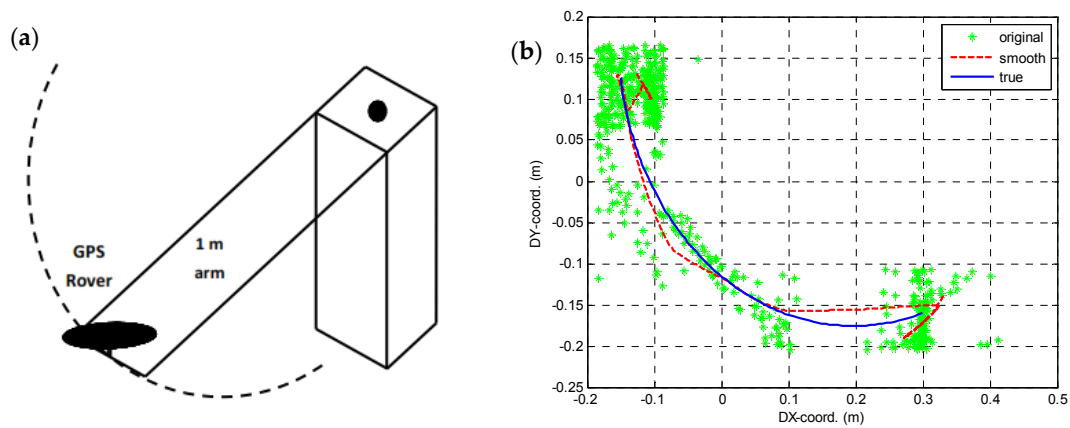 (a)
GPS
Rover
1 m
arm
(b)
original
smooth
true
0.2
0.15
0.1
0.05
0
-0.05
-0.1
-0.15
-0.2
-0.25
DY-coord. (m)
-0.2 -0.1 0 0.1 0.2 0.3 0.4 0.5
DX-coord. (m)